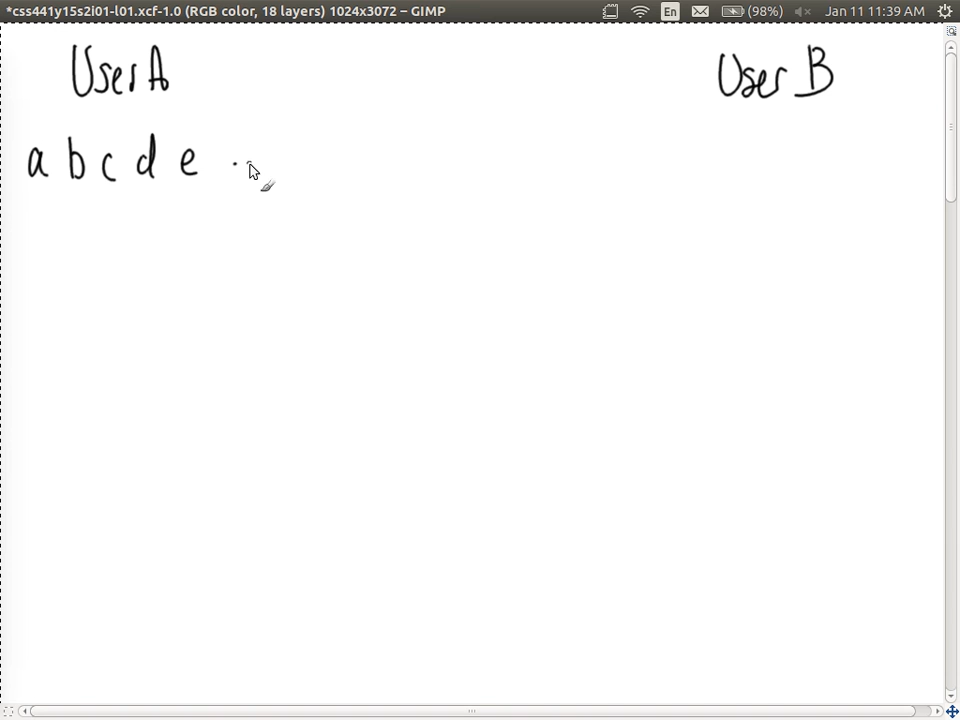 *css441y15s2i01-l01.xcf-1.0 (RGB color, 18 layers) 1024x3072 – GIMP En (98%) Jan 11 11:39 AM
User A User B
a b c d e ..